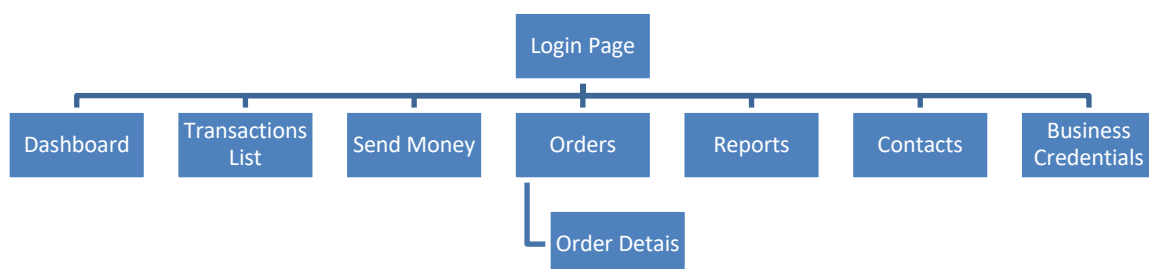 Login Page
Dashboard
Transactions
List
Send Money
Orders
Reports
Contacts
Business
Credentials
Order Detais